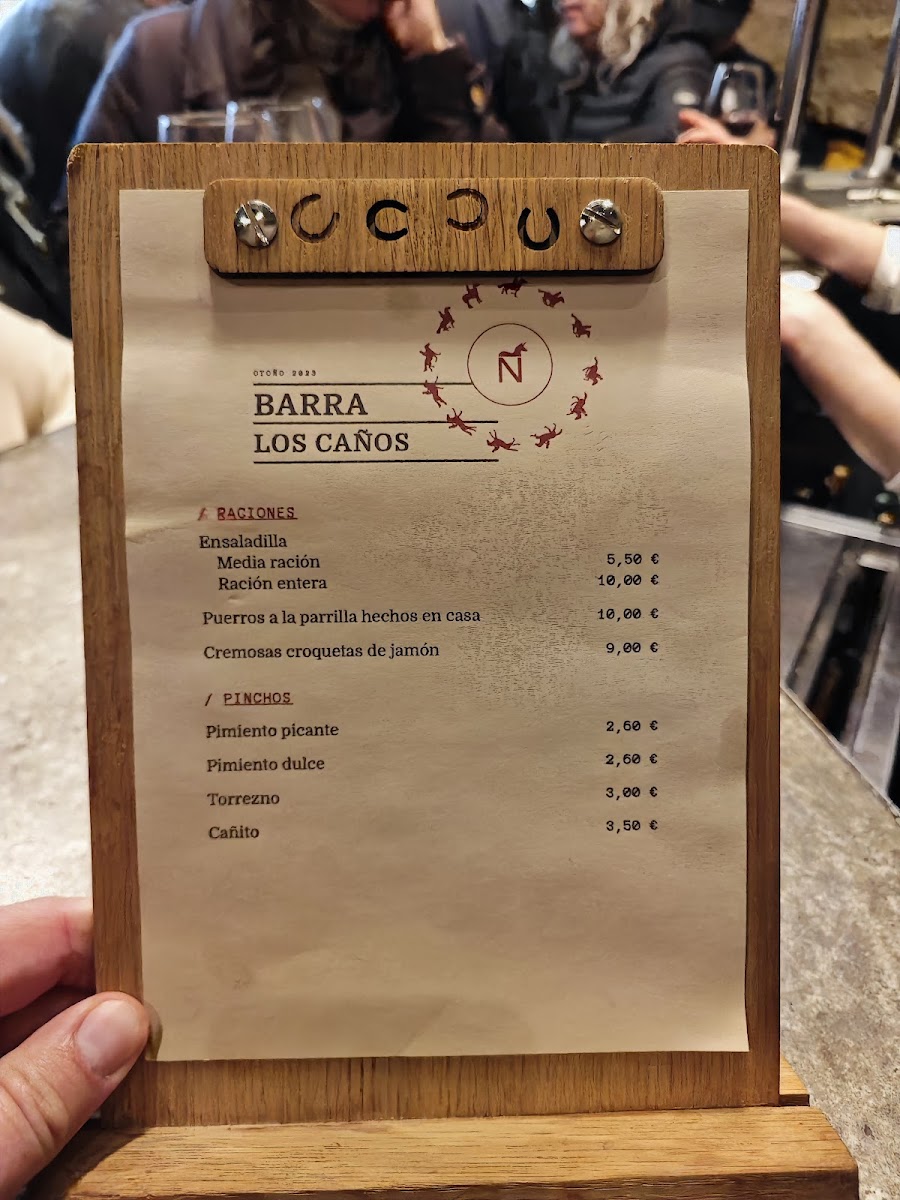 OTOÑO 2023
Ñ
BARRA
LOS CAÑOS
/ RACIONES
Ensaladilla
Media ración 5,50 €
Ración entera 10,00 €
Puerros a la parrilla hechos en casa 10,00 €
Cremosas croquetas de jamón 9,00 €
/ PINCHOS
Pimiento picante 2,60 €
Pimiento dulce 2,60 €
Torrezno 3,00 €
Cañito 3,50 €